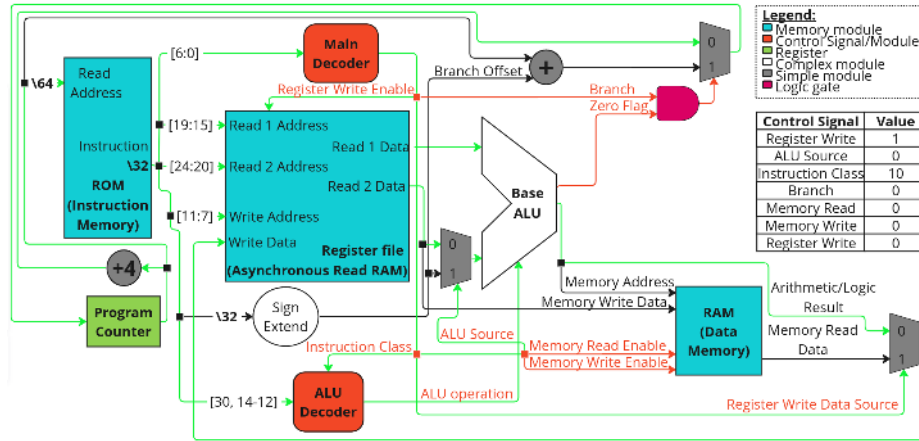 \64
Read
Address
Instruction
\32
ROM
(Instruction
Memory)
+4
Program
Counter
[6:0]
[19:15]
[24:20]
[11:7]
\32
[30, 14-12]
Main
Decoder
Register Write Enable
Read 1 Address
Read 1 Data
Read 2 Address
Read 2 Data
Write Address
Write Data
Register file
(Asynchronous Read RAM)
Sign
Extend
Instruction Class
ALU
Decoder
ALU operation
ALU Source
0
1
Base
ALU
Branch Offset
+
Branch
Zero Flag
0
1
Memory Address
Memory Write Data
Memory Read Enable
Memory Write Enable
RAM
(Data
Memory)
Arithmetic/Logic
Result
Memory Read
Data
0
1
Register Write Data Source
Legend:
Memory module
Control Signal/Module
Register
Complex module
Simple module
Logic gate
Control Signal Value
Register Write 1
ALU Source 0
Instruction Class 10
Branch 0
Memory Read 0
Memory Write 0
Register Write 0